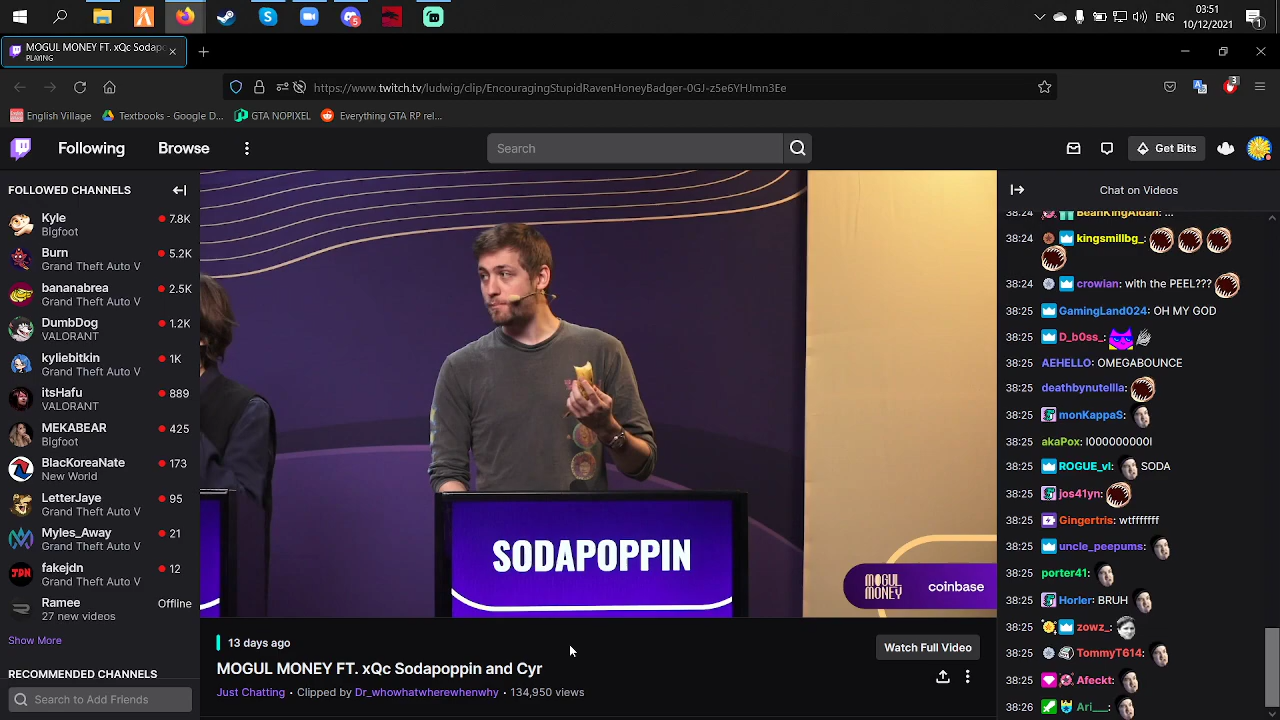 03:51
ENG
10/12/2021
1
5
MOGUL MONEY FT. xQc Sodapo
PLAYING
https://www.twitch.tv/ludwig/clip/EncouragingStupidRavenHoneyBadger-0GJ-z5e6YHJmn3Ee
3
English Village
Textbooks - Google D...
GTA NOPIXEL
Everything GTA RP rel...
Following
Browse
Search
Get Bits
FOLLOWED CHANNELS
Kyle
7.8K
Bigfoot
Burn
5.2K
Grand Theft Auto V
bananabrea
2.5K
Grand Theft Auto V
DumbDog
1.2K
VALORANT
kyliebitkin
1K
Grand Theft Auto V
itsHafu
889
VALORANT
MEKABEAR
425
Bigfoot
BlacKoreaNate
173
New World
LetterJaye
95
Grand Theft Auto V
Myles_Away
21
Grand Theft Auto V
fakejdn
12
Grand Theft Auto V
Ramee
Offline
27 new videos
Show More
RECOMMENDED CHANNELS
Search to Add Friends
SODAPOPPIN
MOGUL
MONEY
coinbase
13 days ago
MOGUL MONEY FT. xQc Sodapoppin and Cyr
Just Chatting • Clipped by Dr_whowhatwherewhenwhy • 134,950 views
Watch Full Video
Chat on Videos
38:24 BeanKingAidan: ...
38:24 kingsmillbg_:
38:24 crowian: with the PEEL???
38:25 GamingLand024: OH MY GOD
38:25 D_b0ss_:
38:25 AEHELLO: OMEGABOUNCE
38:25 deathbynutellla:
38:25 monKappaS:
38:25 akaPox: l000000000l
38:25 ROGUE_vl: SODA
38:25 jos41yn:
38:25 Gingertris: wtfffffff
38:25 uncle_peepums:
38:25 porter41:
38:25 Horler: BRUH
38:25 zowz_:
38:25 TommyT614:
38:25 Afeckt:
38:26 Ari___: